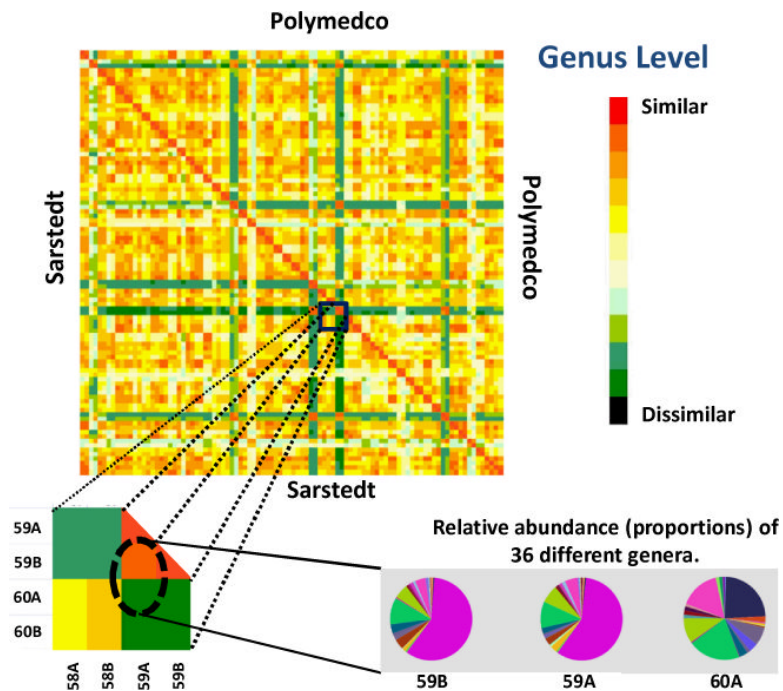 Polymedco
Genus Level
Similar
Sarstedt
Polymedco
Dissimilar
Sarstedt
59A
59B
60A
60B
58A
58B
59A
59B
Relative abundance (proportions) of
36 different genera.
59B
59A
60A